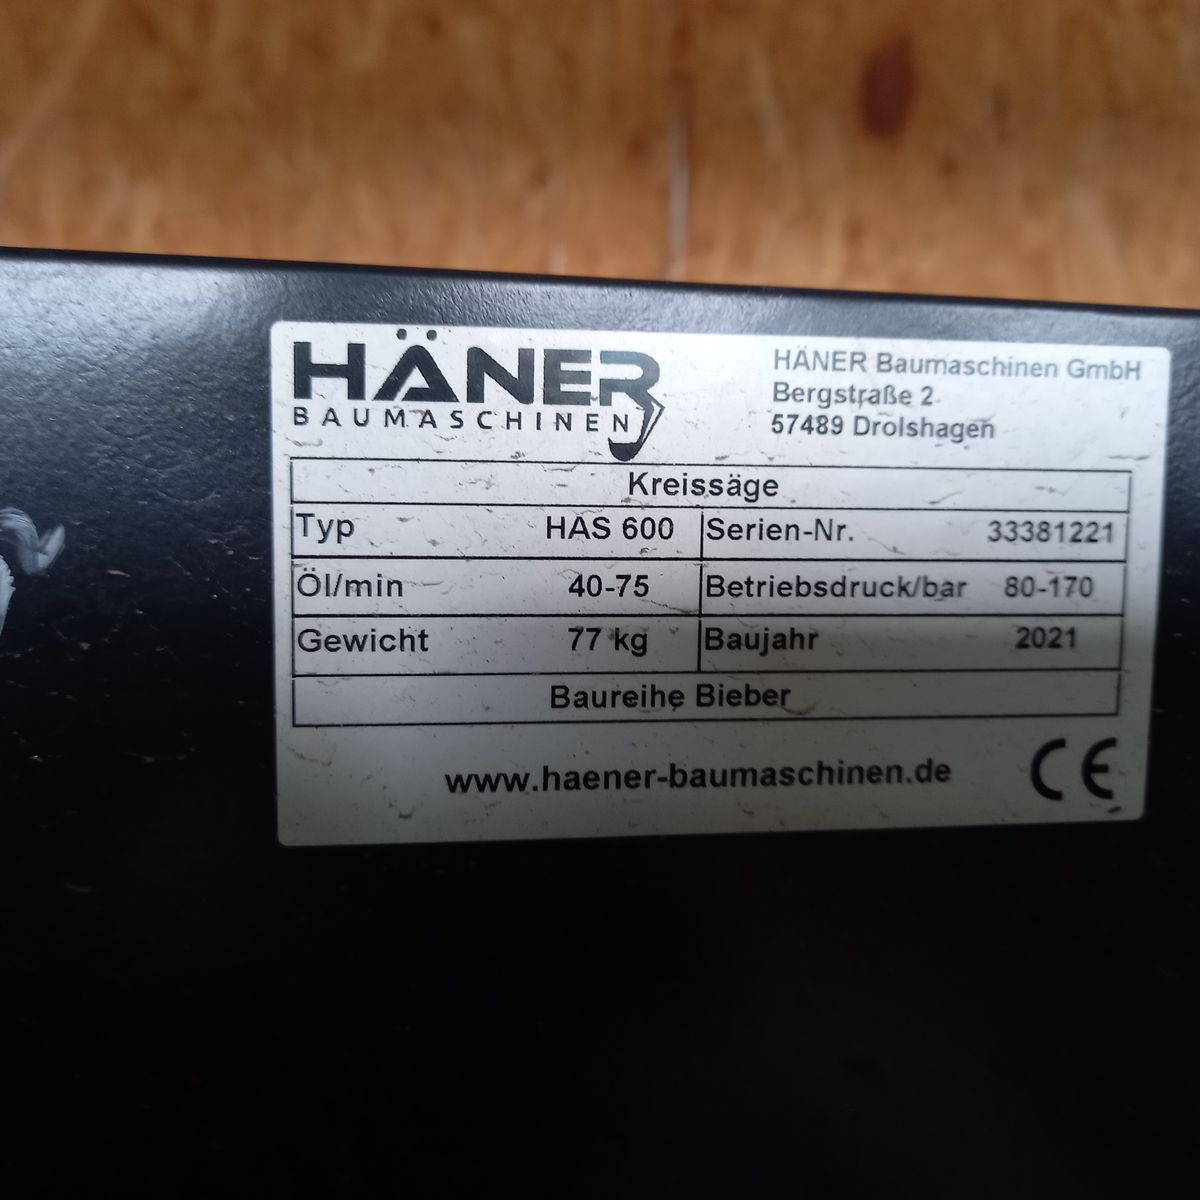 HÄNER
BAUMASCHINEN
HÄNER Baumaschinen GmbH
Bergstraße 2
57489 Drolshagen
Kreissäge
Typ HAS 600 Serien-Nr. 33381221
Öl/min 40-75 Betriebsdruck/bar 80-170
Gewicht 77 kg Baujahr 2021
Baureihe Bieber
www.haener-baumaschinen.de CE